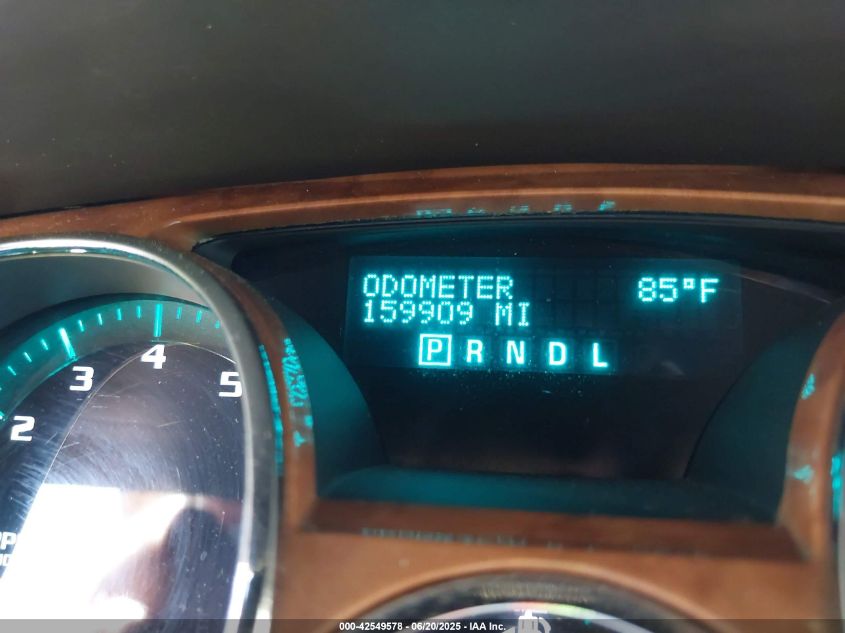 ODOMETER 85°F
159909 MI
P R N D L
2 3 4 5
000-42549578 - 06/20/2025 - IAA Inc.